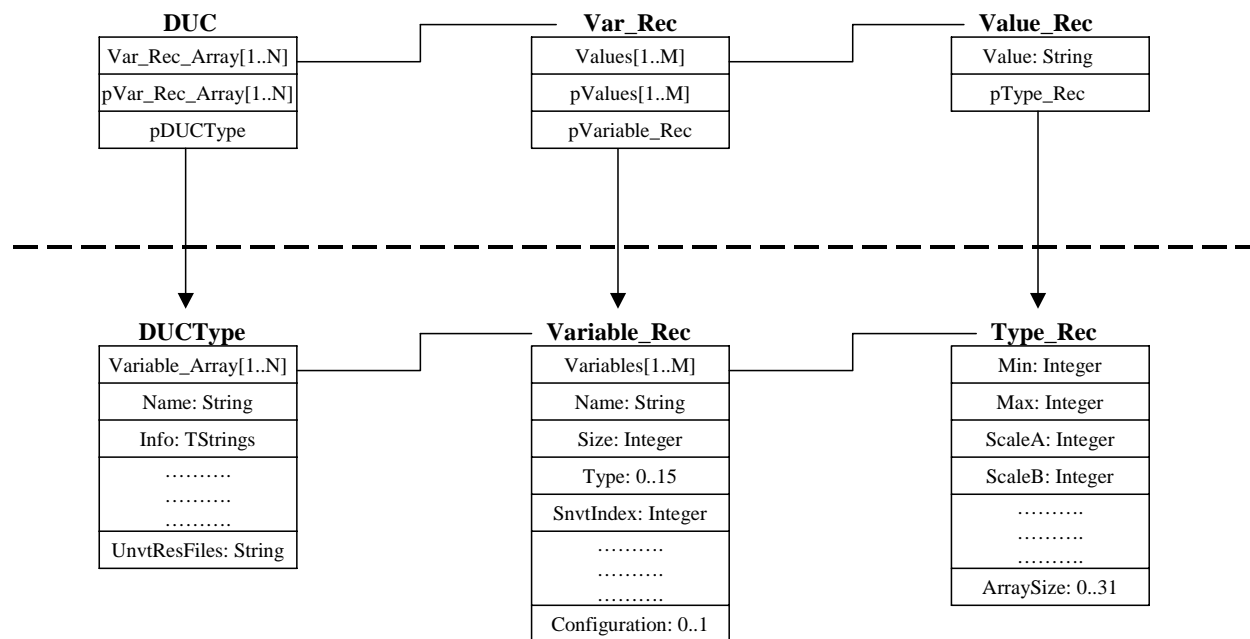 DUC
Var_Rec_Array[1..N]
pVar_Rec_Array[1..N]
pDUCType
Var_Rec
Values[1..M]
pValues[1..M]
pVariable_Rec
Value_Rec
Value: String
pType_Rec
DUCType
Variable_Array[1..N]
Name: String
Info: TStrings
……….
……….
……….
UnvtResFiles: String
Variable_Rec
Variables[1..M]
Name: String
Size: Integer
Type: 0..15
SnvtIndex: Integer
……….
……….
……….
Configuration: 0..1
Type_Rec
Min: Integer
Max: Integer
ScaleA: Integer
ScaleB: Integer
……….
……….
……….
ArraySize: 0..31